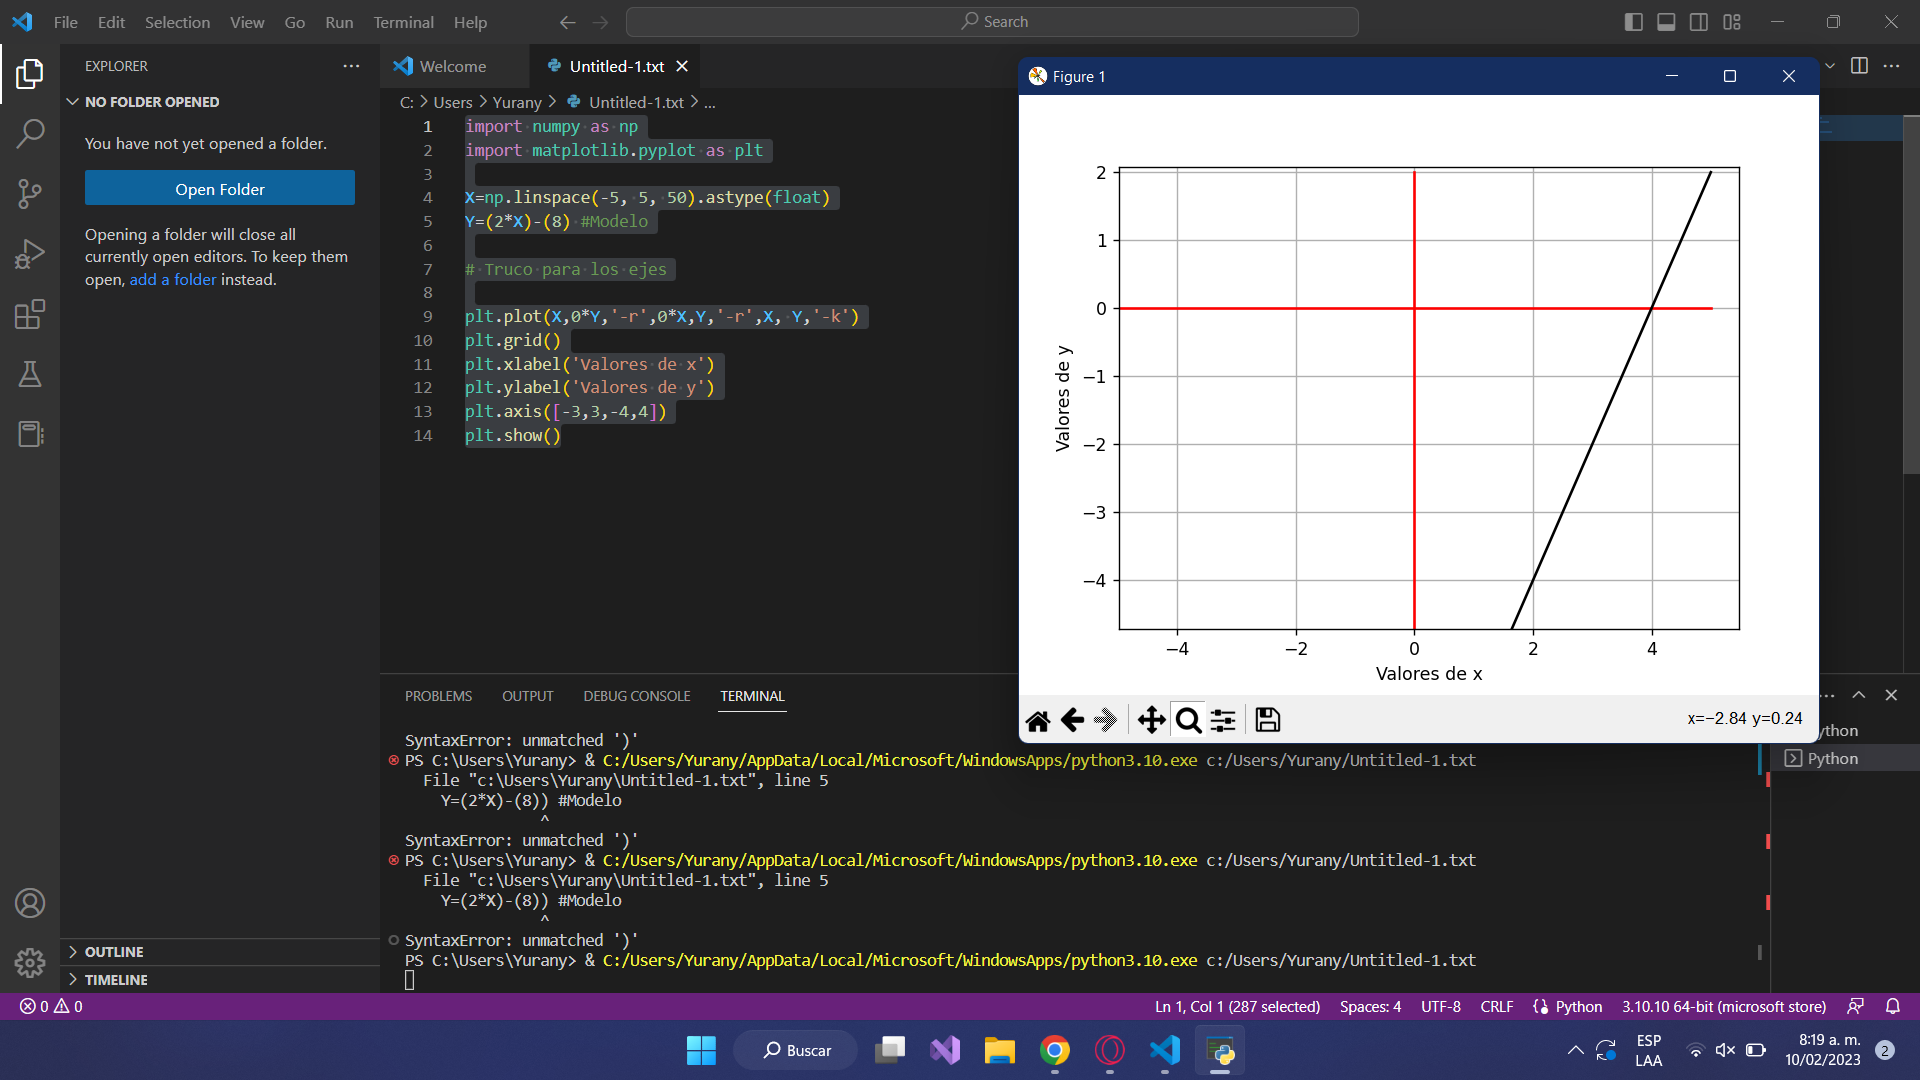 File Edit Selection View Go Run Terminal Help
Search
EXPLORER
NO FOLDER OPENED
You have not yet opened a folder.
Open Folder
Opening a folder will close all
currently open editors. To keep them
open, add a folder instead.
OUTLINE
TIMELINE
Welcome
Untitled-1.txt
C: > Users > Yurany > Untitled-1.txt > ...
1 import numpy as np
2 import matplotlib.pyplot as plt
3
4 X=np.linspace(-5, 5, 50).astype(float)
5 Y=(2*X)-(8) #Modelo
6
7 # Truco para los ejes
8
9 plt.plot(X,0*Y,'-r',0*X,Y,'-r',X, Y,'-k')
10 plt.grid()
11 plt.xlabel('Valores de x')
12 plt.ylabel('Valores de y')
13 plt.axis([-3,3,-4,4])
14 plt.show()
Figure 1
2
1
0
−1
−2
−3
−4
Valores de y
−4 −2 0 2 4
Valores de x
x=−2.84 y=0.24
PROBLEMS OUTPUT DEBUG CONSOLE TERMINAL
SyntaxError: unmatched ')'
PS C:\Users\Yurany> & C:/Users/Yurany/AppData/Local/Microsoft/WindowsApps/python3.10.exe c:/Users/Yurany/Untitled-1.txt
File "c:\Users\Yurany\Untitled-1.txt", line 5
Y=(2*X)-(8)) #Modelo
^
SyntaxError: unmatched ')'
PS C:\Users\Yurany> & C:/Users/Yurany/AppData/Local/Microsoft/WindowsApps/python3.10.exe c:/Users/Yurany/Untitled-1.txt
File "c:\Users\Yurany\Untitled-1.txt", line 5
Y=(2*X)-(8)) #Modelo
^
SyntaxError: unmatched ')'
PS C:\Users\Yurany> & C:/Users/Yurany/AppData/Local/Microsoft/WindowsApps/python3.10.exe c:/Users/Yurany/Untitled-1.txt
ython
Python
0 0
Ln 1, Col 1 (287 selected) Spaces: 4 UTF-8 CRLF Python 3.10.10 64-bit (microsoft store)
Buscar
ESP
LAA
8:19 a. m.
10/02/2023
2